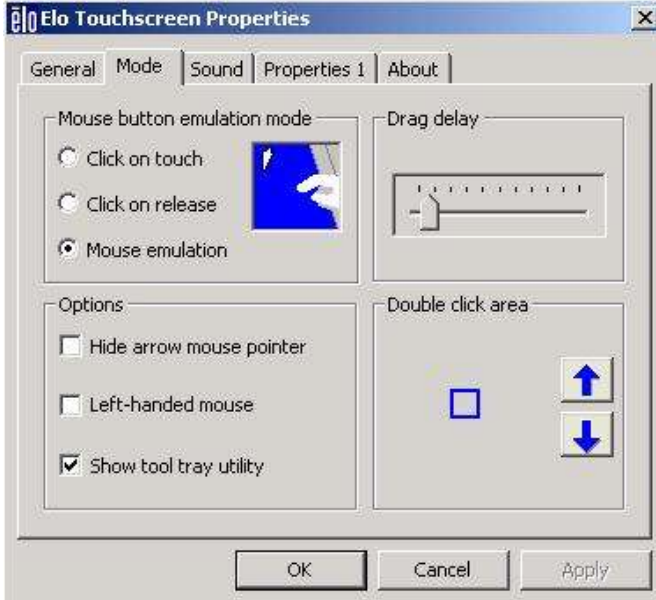 elo Elo Touchscreen Properties
General Mode Sound Properties 1 About
Mouse button emulation mode
Click on touch
Click on release
Mouse emulation
Drag delay
Options
Hide arrow mouse pointer
Left-handed mouse
Show tool tray utility
Double click area
OK Cancel Apply